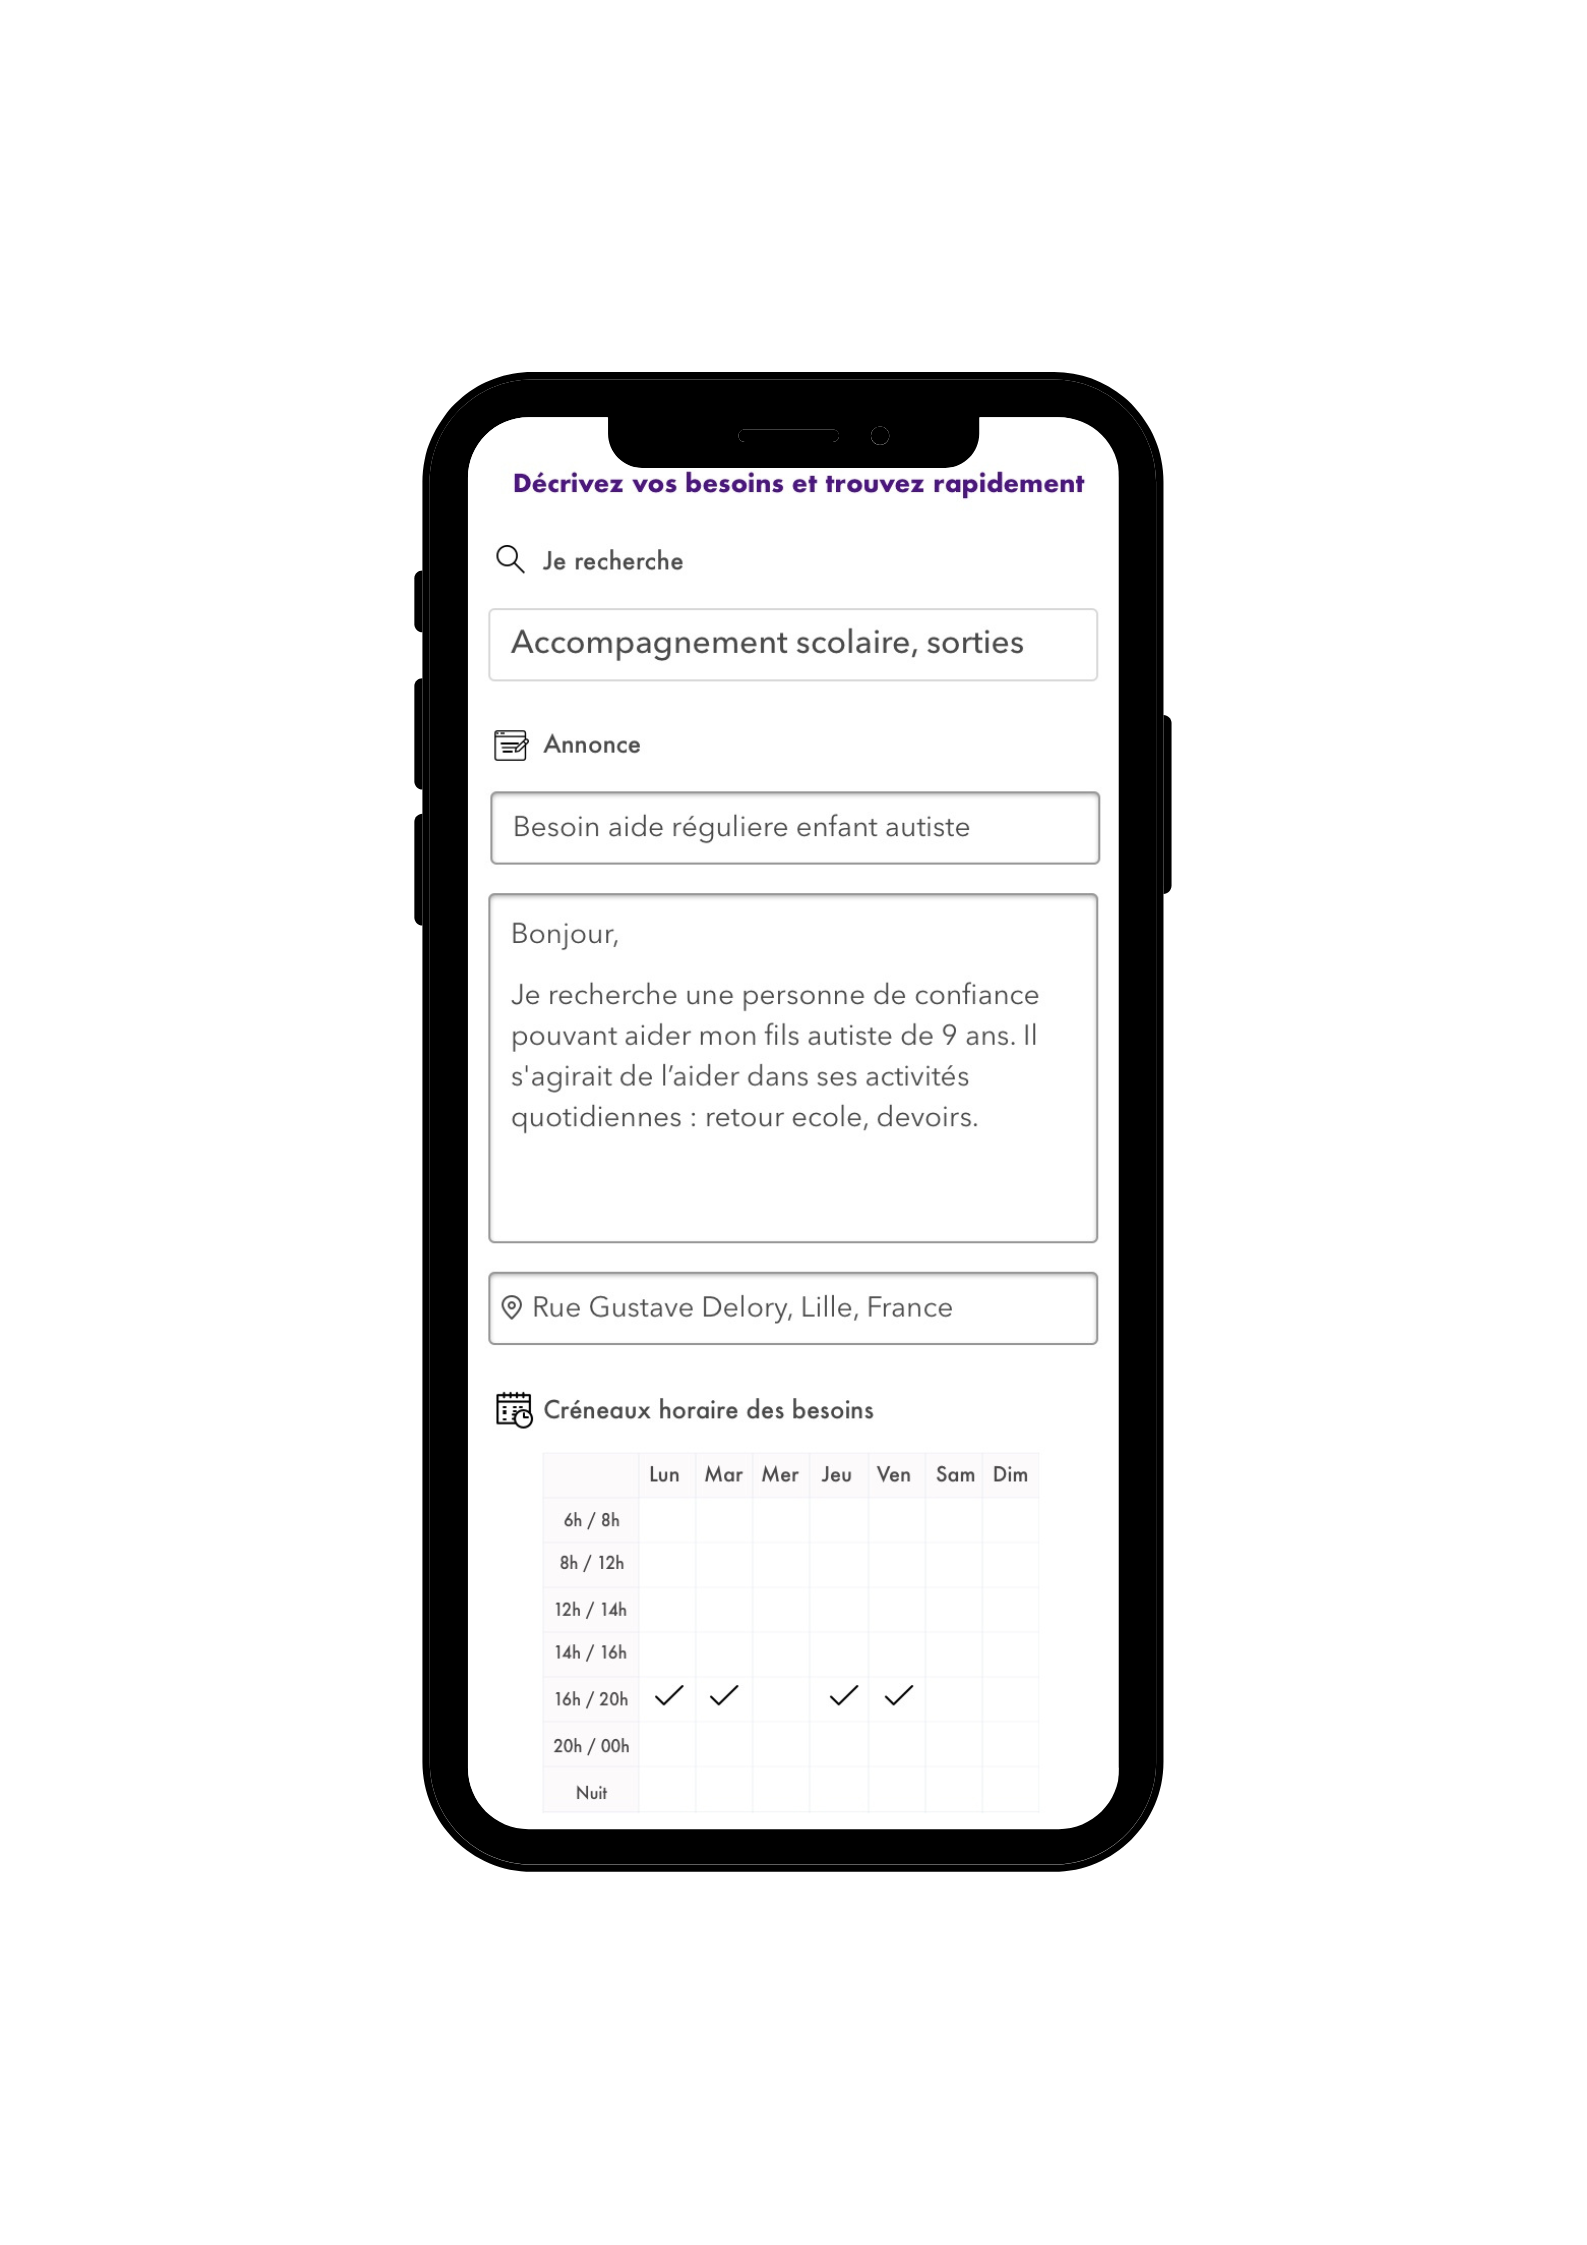 Décrivez vos besoins et trouvez rapidement
Je recherche
Accompagnement scolaire, sorties
Annonce
Besoin aide réguliere enfant autiste
Bonjour,
Je recherche une personne de confiance
pouvant aider mon fils autiste de 9 ans. Il
s'agirait de l’aider dans ses activités
quotidiennes : retour ecole, devoirs.
Rue Gustave Delory, Lille, France
Créneaux horaire des besoins
Lun Mar Mer Jeu Ven Sam Dim
6h / 8h
8h / 12h
12h / 14h
14h / 16h
16h / 20h
20h / 00h
Nuit